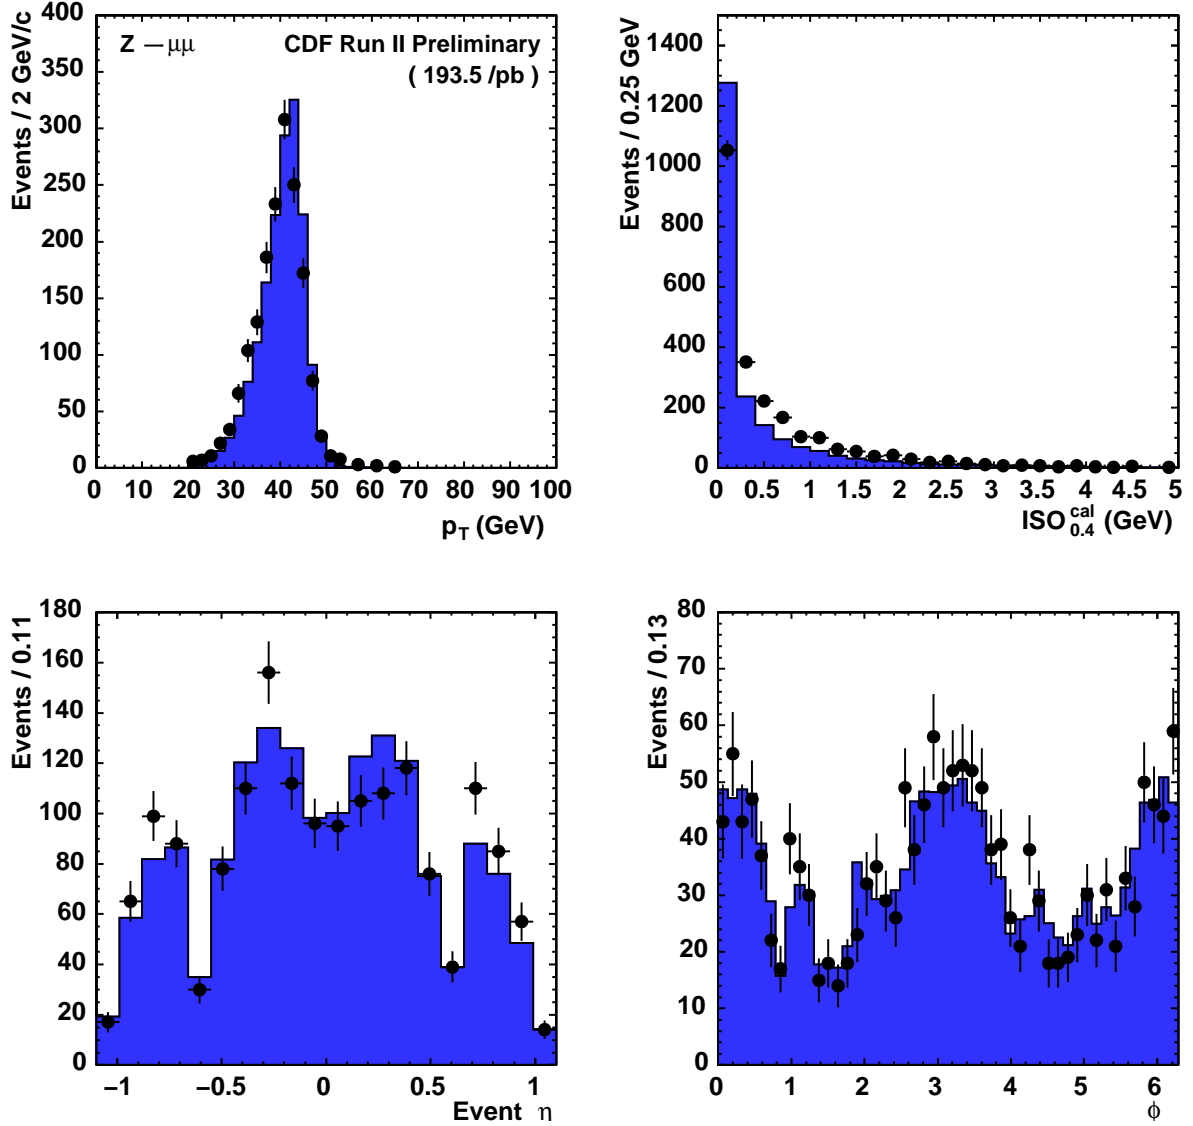 Events / 2 GeV/c
400
350
300
250
200
150
100
50
0
Z → μμ
CDF Run II Preliminary
( 193.5 /pb )
0 10 20 30 40 50 60 70 80 90 100
p_T (GeV)
Events / 0.25 GeV
1400
1200
1000
800
600
400
200
0
0 0.5 1 1.5 2 2.5 3 3.5 4 4.5 5
ISO^cal_0.4 (GeV)
Events / 0.11
180
160
140
120
100
80
60
40
20
0
−1 −0.5 0 0.5 1
Event η
Events / 0.13
80
70
60
50
40
30
20
10
0
0 1 2 3 4 5 6
ϕ